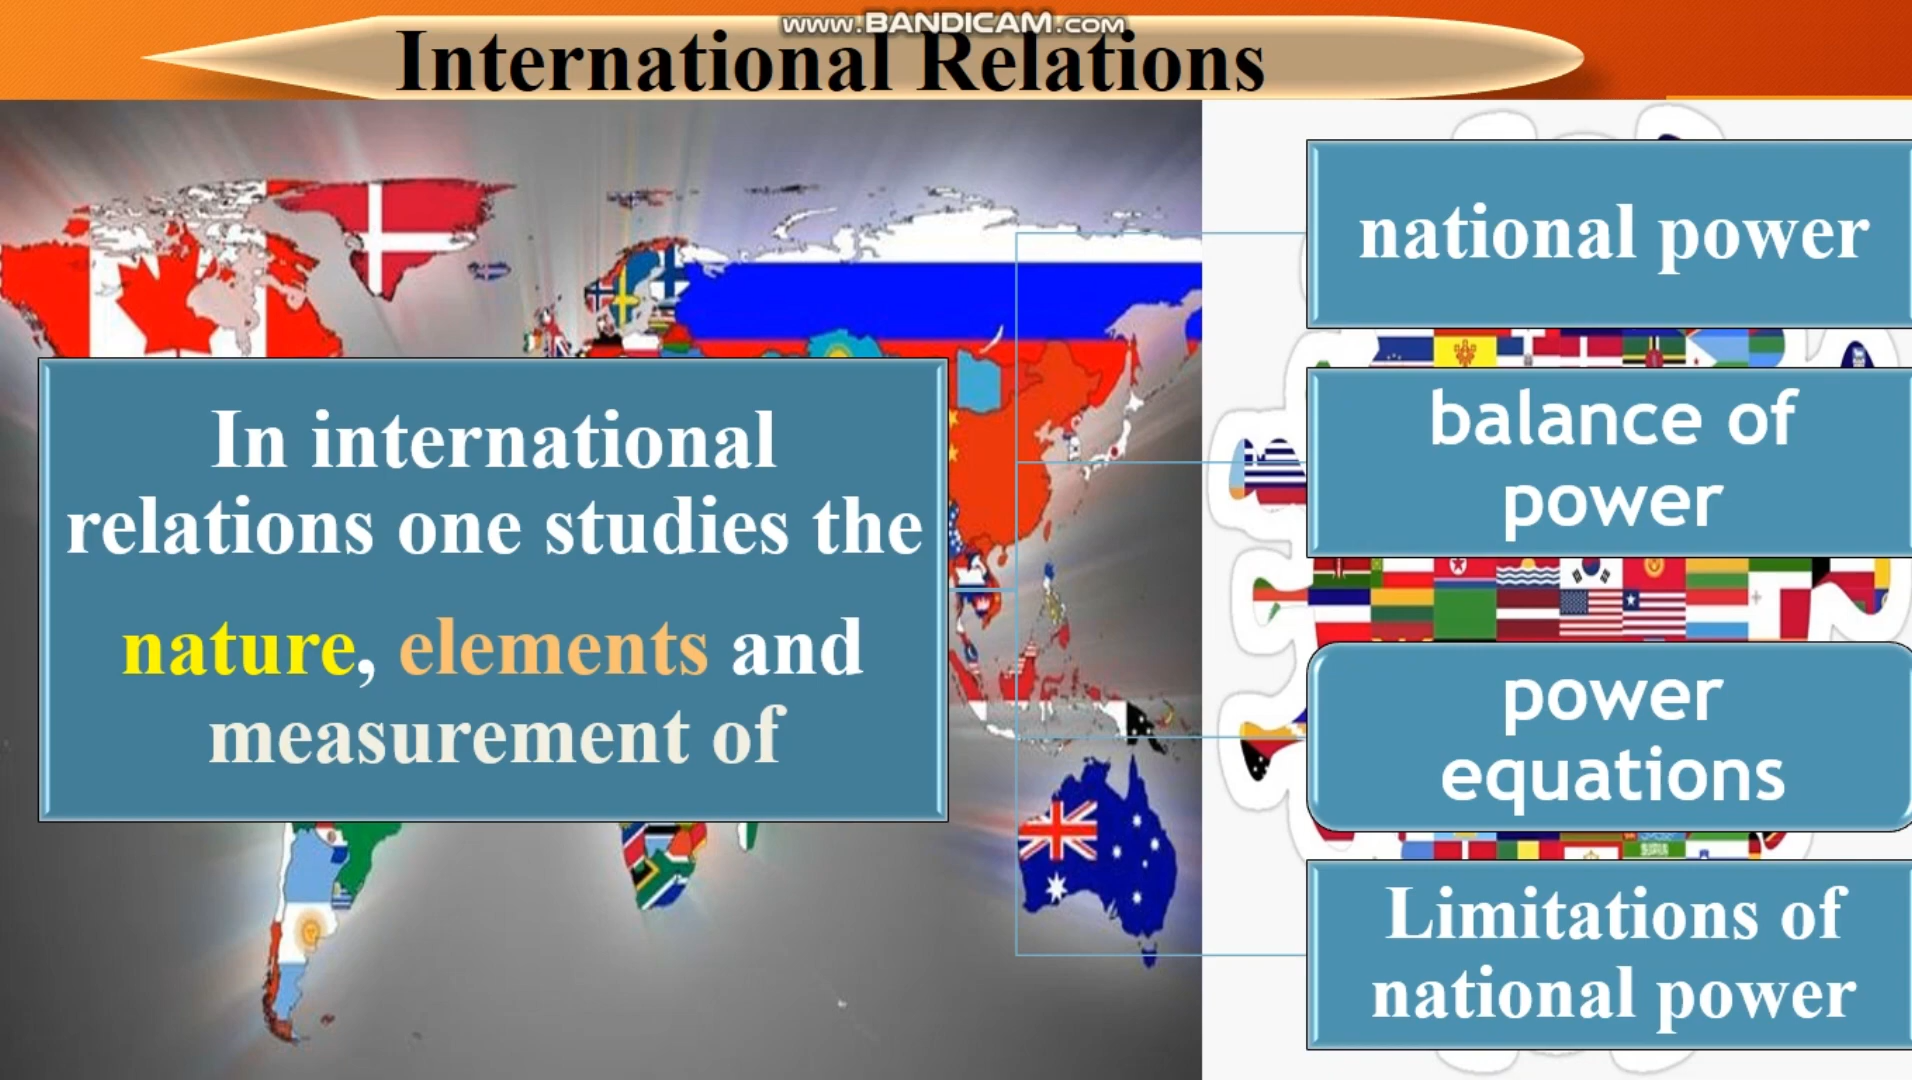 www.BANDICAM.com
International Relations
In international
relations one studies the
nature, elements and
measurement of
national power
balance of
power
power
equations
Limitations of
national power